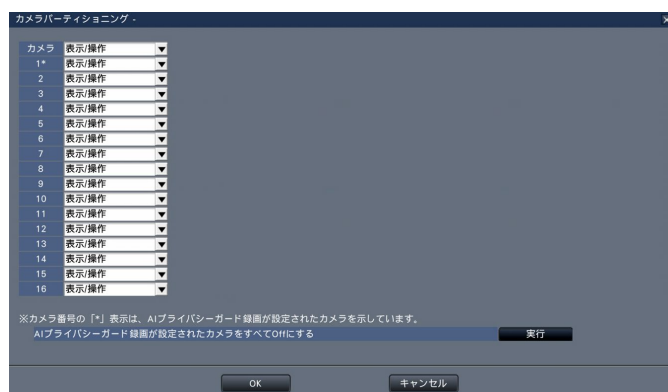 カメラパーティショニング -
カメラ 表示/操作
1* 表示/操作
2 表示/操作
3 表示/操作
4 表示/操作
5 表示/操作
6 表示/操作
7 表示/操作
8 表示/操作
9 表示/操作
10 表示/操作
11 表示/操作
12 表示/操作
13 表示/操作
14 表示/操作
15 表示/操作
16 表示/操作
※カメラ番号の「*」表示は、AIプライバシーガード録画が設定されたカメラを示しています。
AIプライバシーガード録画が設定されたカメラをすべてOffにする 実行
OK キャンセル